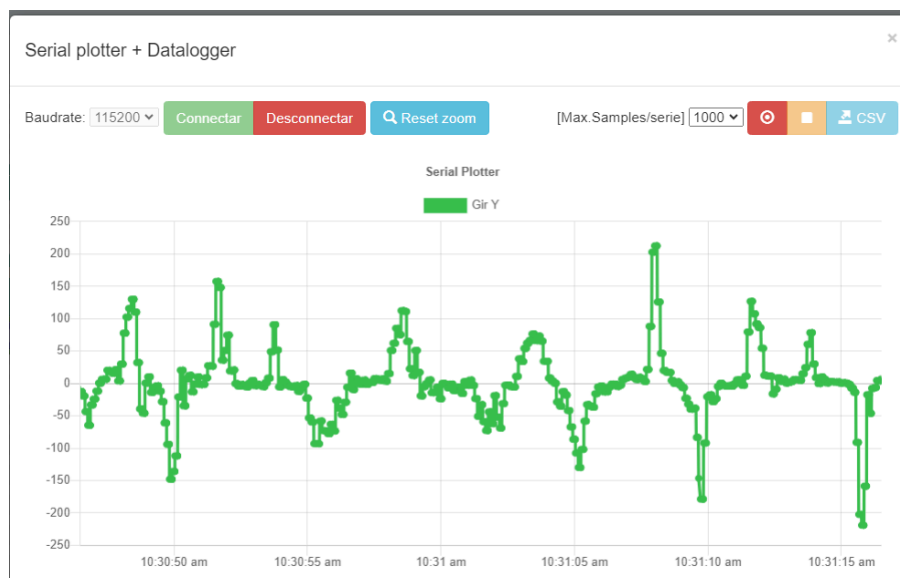 Serial plotter + Datalogger
×
Baudrate: 115200 Connectar Desconnectar Reset zoom [Max.Samples/serie] 1000 CSV
Serial Plotter
Gir Y
250
200
150
100
50
0
-50
-100
-150
-200
-250
10:30:50 am 10:30:55 am 10:31 am 10:31:05 am 10:31:10 am 10:31:15 am